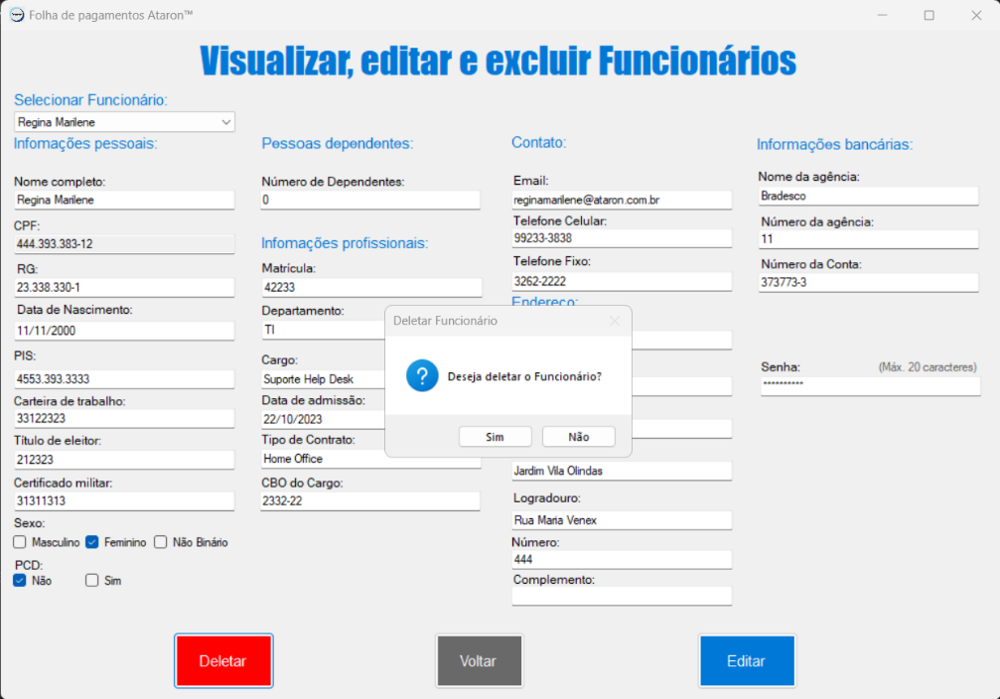 Folha de pagamentos Ataron™
Visualizar, editar e excluir Funcionários
Selecionar Funcionário:
Regina Marilene
Infomações pessoais:
Nome completo:
Regina Marilene
CPF:
444.393.383-12
RG:
23.338.330-1
Data de Nascimento:
11/11/2000
PIS:
4553.393.3333
Carteira de trabalho:
33122323
Título de eleitor:
212323
Certificado militar:
31311313
Sexo:
Masculino Feminino Não Binário
PCD:
Não Sim
Pessoas dependentes:
Número de Dependentes:
0
Infomações profissionais:
Matrícula:
42233
Departamento:
TI
Cargo:
Suporte Help Desk
Data de admissão:
22/10/2023
Tipo de Contrato:
Home Office
CBO do Cargo:
2332-22
Contato:
Email:
reginamarilene@ataron.com.br
Telefone Celular:
99233-3838
Telefone Fixo:
3262-2222
Endereço:
Jardim Vila Olindas
Logradouro:
Rua Maria Venex
Número:
444
Complemento:
Informações bancárias:
Nome da agência:
Bradesco
Número da agência:
11
Número da Conta:
373773-3
Senha: (Máx. 20 caracteres)
**********
Deletar Funcionário
Deseja deletar o Funcionário?
Sim Não
Deletar Voltar Editar